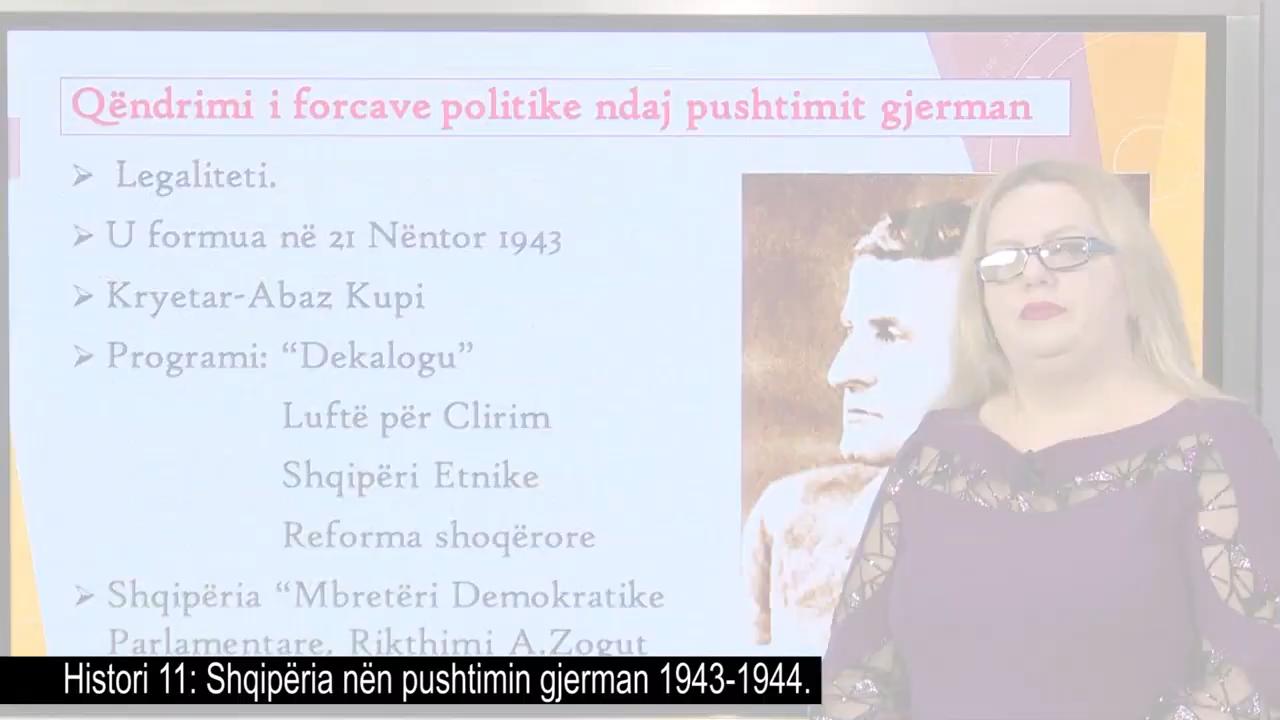 Qëndrimi i forcave politike ndaj pushtimit gjerman
Legaliteti.
U formua në 21 Nëntor 1943
Kryetar-Abaz Kupi
Programi: “Dekalogu”
Luftë për Clirim
Shqipëri Etnike
Reforma shoqërore
Shqipëria “Mbretëri Demokratike
Parlamentare. Rikthimi A.Zogut
Histori 11: Shqipëria nën pushtimin gjerman 1943-1944.